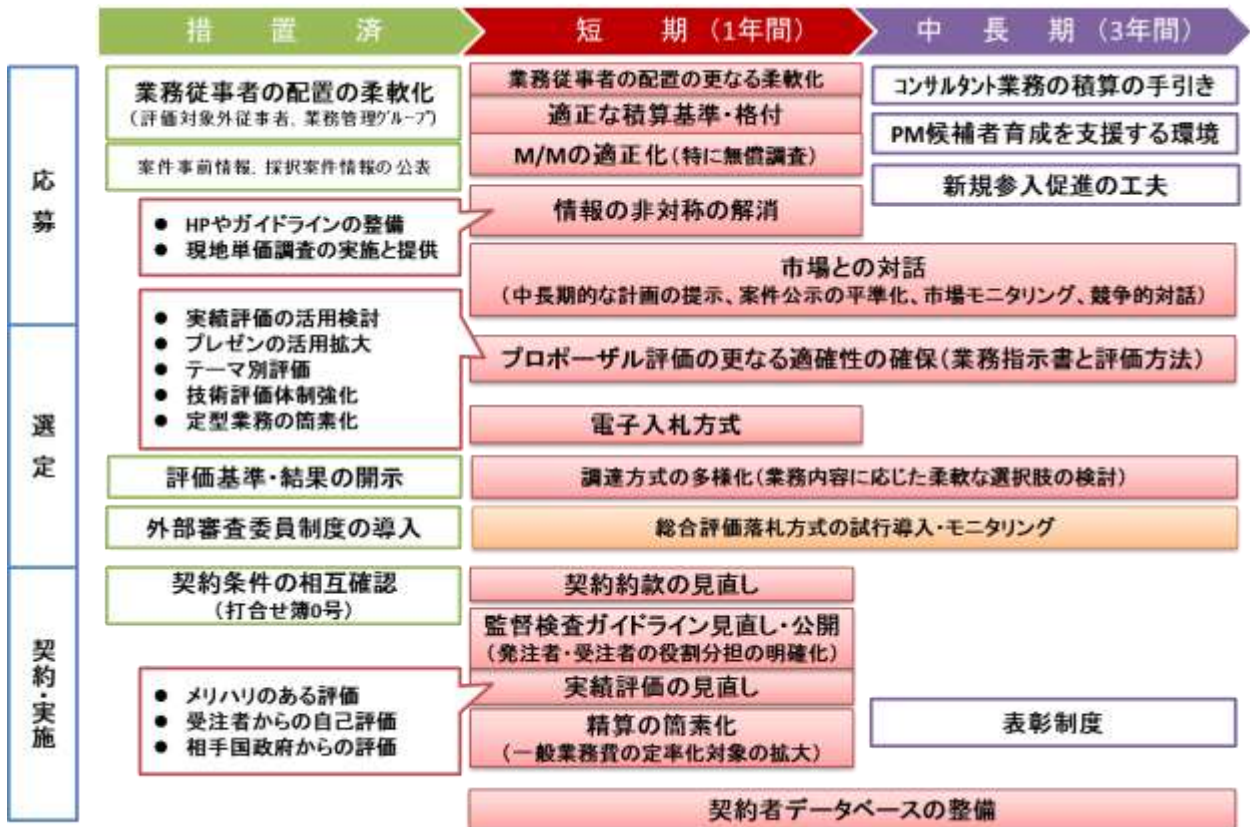 措置済
短期（1年間）
中長期（3年間）
応募
業務従事者の配置の柔軟化
（評価対象外従事者、業務管理グループ）
案件事前情報、採択案件情報の公表
業務従事者の配置の更なる柔軟化
適正な積算基準・格付
M/Mの適正化（特に無償調査）
情報の非対称の解消
● HPやガイドラインの整備
● 現地単価調査の実施と提供
コンサルタント業務の積算の手引き
PM候補者育成を支援する環境
新規参入促進の工夫
市場との対話
（中長期的な計画の提示、案件公示の平準化、市場モニタリング、競争的対話）
選定
● 実績評価の活用検討
● プレゼンの活用拡大
● テーマ別評価
● 技術評価体制強化
● 定型業務の簡素化
プロポーザル評価の更なる適確性の確保（業務指示書と評価方法）
電子入札方式
評価基準・結果の開示
調達方式の多様化（業務内容に応じた柔軟な選択肢の検討）
外部審査委員制度の導入
総合評価落札方式の試行導入・モニタリング
契約・実施
契約条件の相互確認
（打合せ簿0号）
契約約款の見直し
監督検査ガイドライン見直し・公開
（発注者・受注者の役割分担の明確化）
● メリハリのある評価
● 受注者からの自己評価
● 相手国政府からの評価
実績評価の見直し
精算の簡素化
（一般業務費の定率化対象の拡大）
表彰制度
契約者データベースの整備